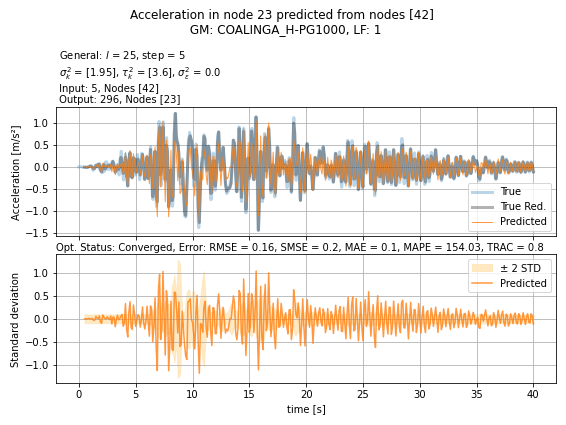 Acceleration in node 23 predicted from nodes [42]
GM: COALINGA_H-PG1000, LF: 1
General: l = 25, step = 5
σ²ₖ = [1.95], τ²ₖ = [3.6], σ²ₑ = 0.0
Input: 5, Nodes [42]
Output: 296, Nodes [23]
Acceleration [m/s²]
1.0
0.5
0.0
−0.5
−1.0
−1.5
True
True Red.
Predicted
Opt. Status: Converged, Error: RMSE = 0.16, SMSE = 0.2, MAE = 0.1, MAPE = 154.03, TRAC = 0.8
Standard deviation
1.0
0.5
0.0
−0.5
−1.0
± 2 STD
Predicted
0 5 10 15 20 25 30 35 40
time [s]